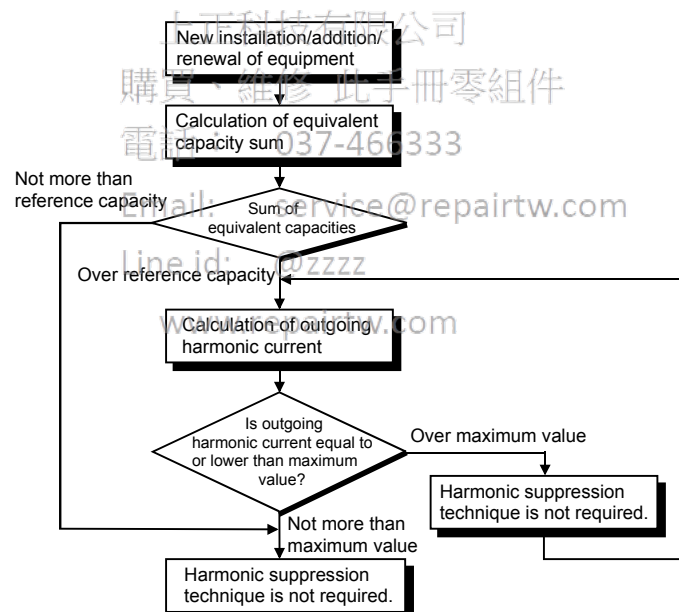 上正科技有限公司
New installation/addition/
renewal of equipment
購買、維修 此手冊零組件
Calculation of equivalent
capacity sum
電話： 037-466333
Not more than
reference capacity
Email: service@repairtw.com
Sum of
equivalent capacities
Line id: @zzzz
Over reference capacity
www.repairtw.com
Calculation of outgoing
harmonic current
Is outgoing
harmonic current equal to
or lower than maximum
value?
Over maximum value
Harmonic suppression
technique is not required.
Not more than
maximum value
Harmonic suppression
technique is not required.